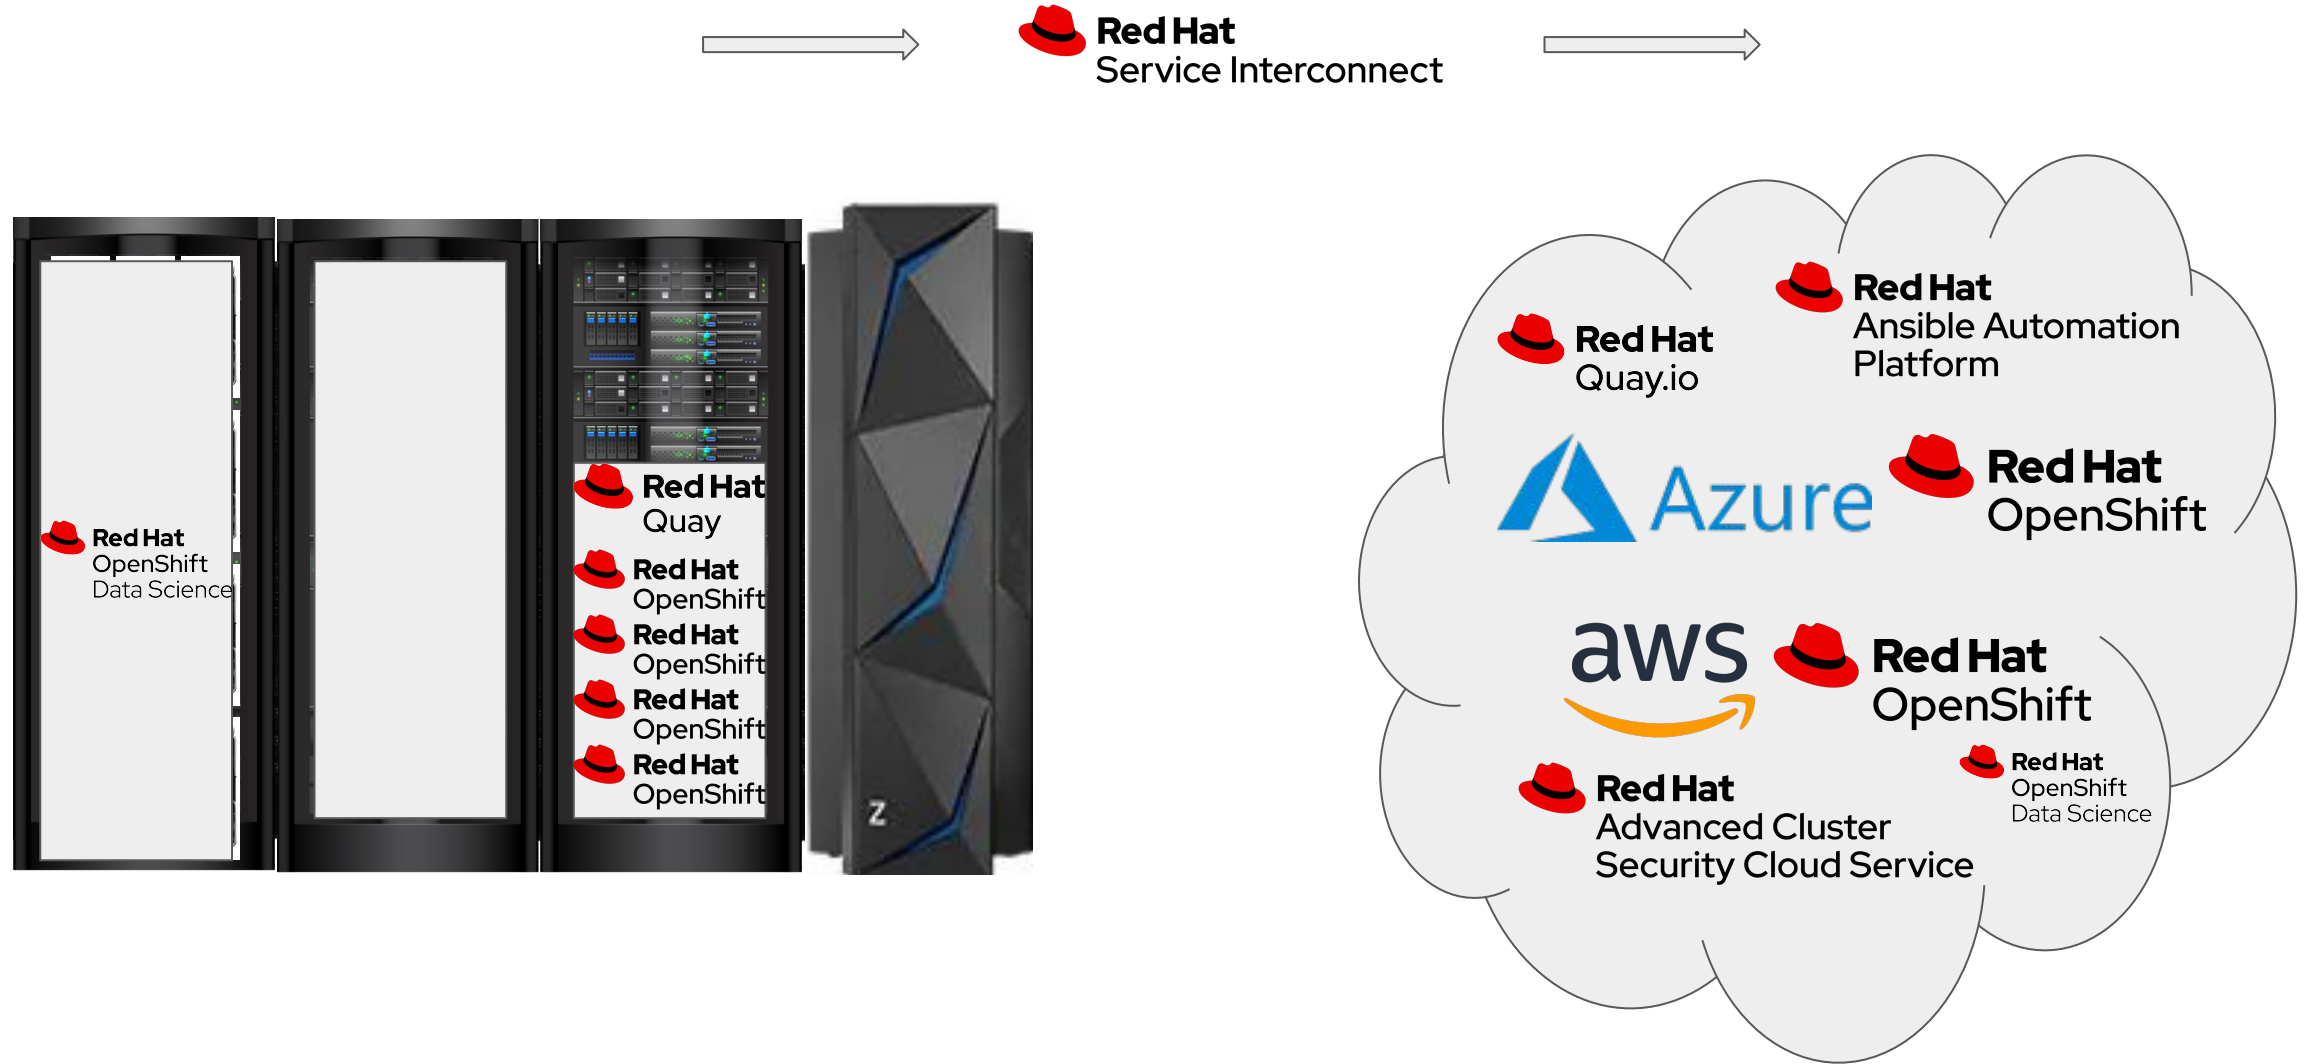 Red Hat
Service Interconnect
Red Hat
OpenShift
Data Science
Red Hat
Quay
Red Hat
OpenShift
Red Hat
OpenShift
Red Hat
OpenShift
Red Hat
OpenShift
Z
Red Hat
Ansible Automation
Platform
Red Hat
Quay.io
Azure
Red Hat
OpenShift
aws
Red Hat
OpenShift
Red Hat
OpenShift
Data Science
Red Hat
Advanced Cluster
Security Cloud Service